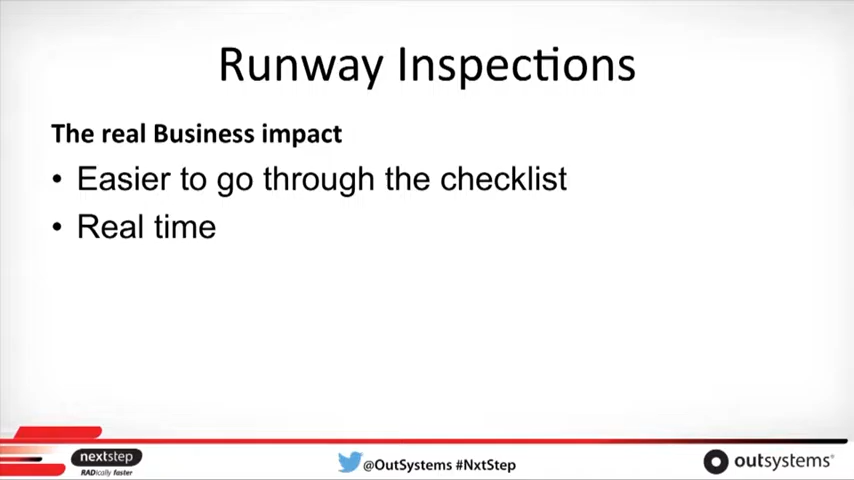 Runway Inspections
The real Business impact
• Easier to go through the checklist
• Real time
nextstep
RADically faster
@OutSystems #NxtStep
outsystems®